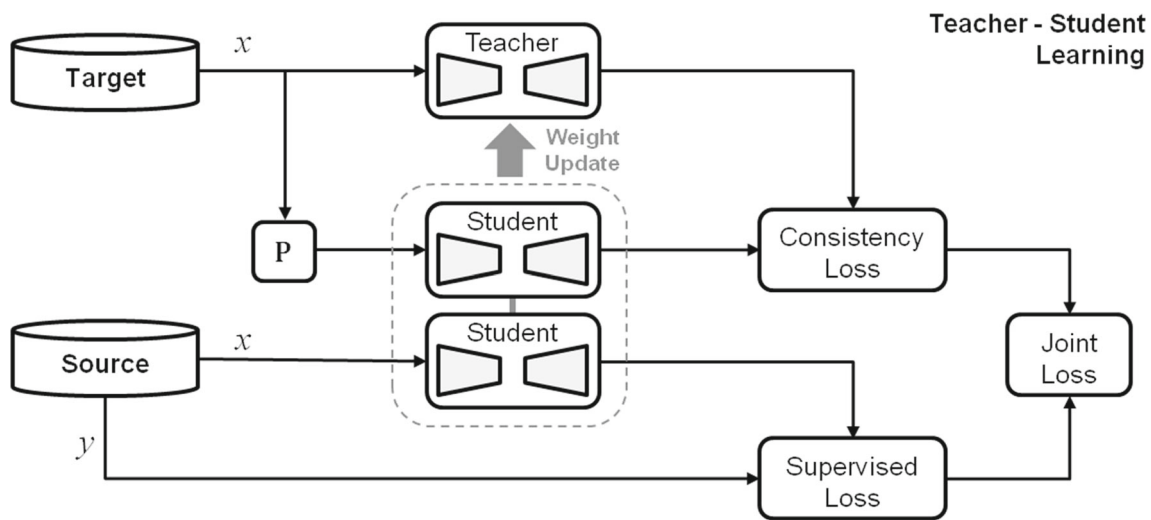 Teacher - Student
Learning
Target
x
Teacher
Weight
Update
P
Student
Consistency
Loss
Source
x
Student
Joint
Loss
y
Supervised
Loss